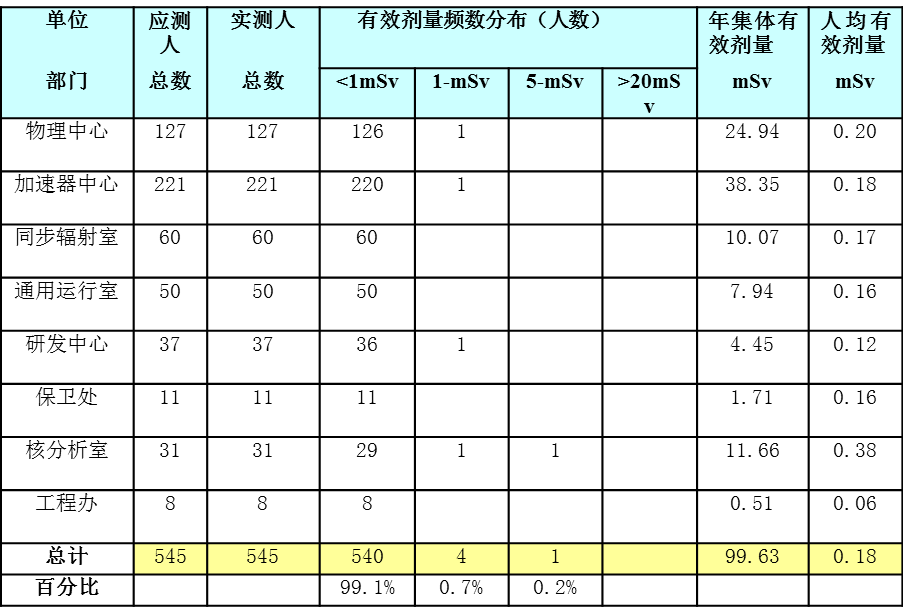 单位 应测人 实测人 有效剂量频数分布（人数） 年集体有效剂量 人均有效剂量
部门 总数 总数 <1mSv 1-mSv 5-mSv >20mSv mSv mSv
物理中心 127 127 126 1 24.94 0.20
加速器中心 221 221 220 1 38.35 0.18
同步辐射室 60 60 60 10.07 0.17
通用运行室 50 50 50 7.94 0.16
研发中心 37 37 36 1 4.45 0.12
保卫处 11 11 11 1.71 0.16
核分析室 31 31 29 1 1 11.66 0.38
工程办 8 8 8 0.51 0.06
总计 545 545 540 4 1 99.63 0.18
百分比 99.1% 0.7% 0.2%